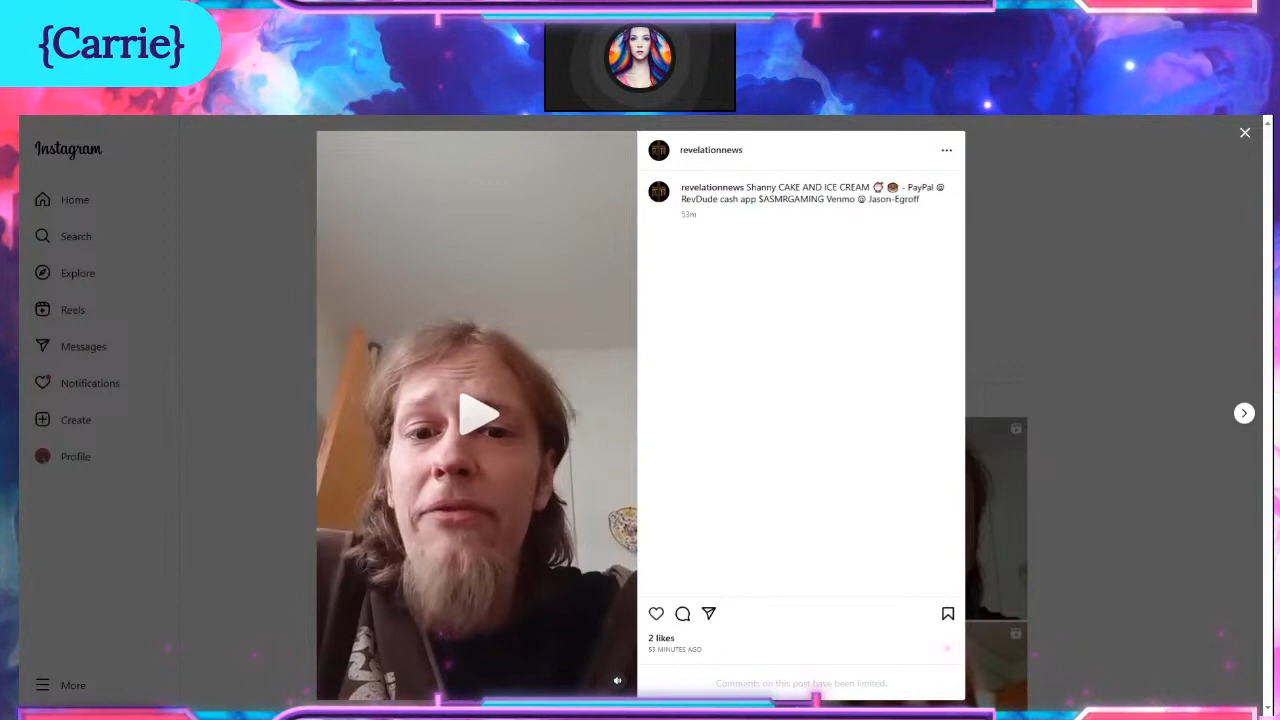 {Carrie}
Instagram
Home
Search
Explore
Reels
Messages
Notifications
Create
Profile
More
revelationnews
revelationnews Shanny CAKE AND ICE CREAM - PayPal @
RevDude cash app $ASMRGAMING Venmo @ Jason-Egroff
53m
2 likes
53 MINUTES AGO
Comments on this post have been limited.